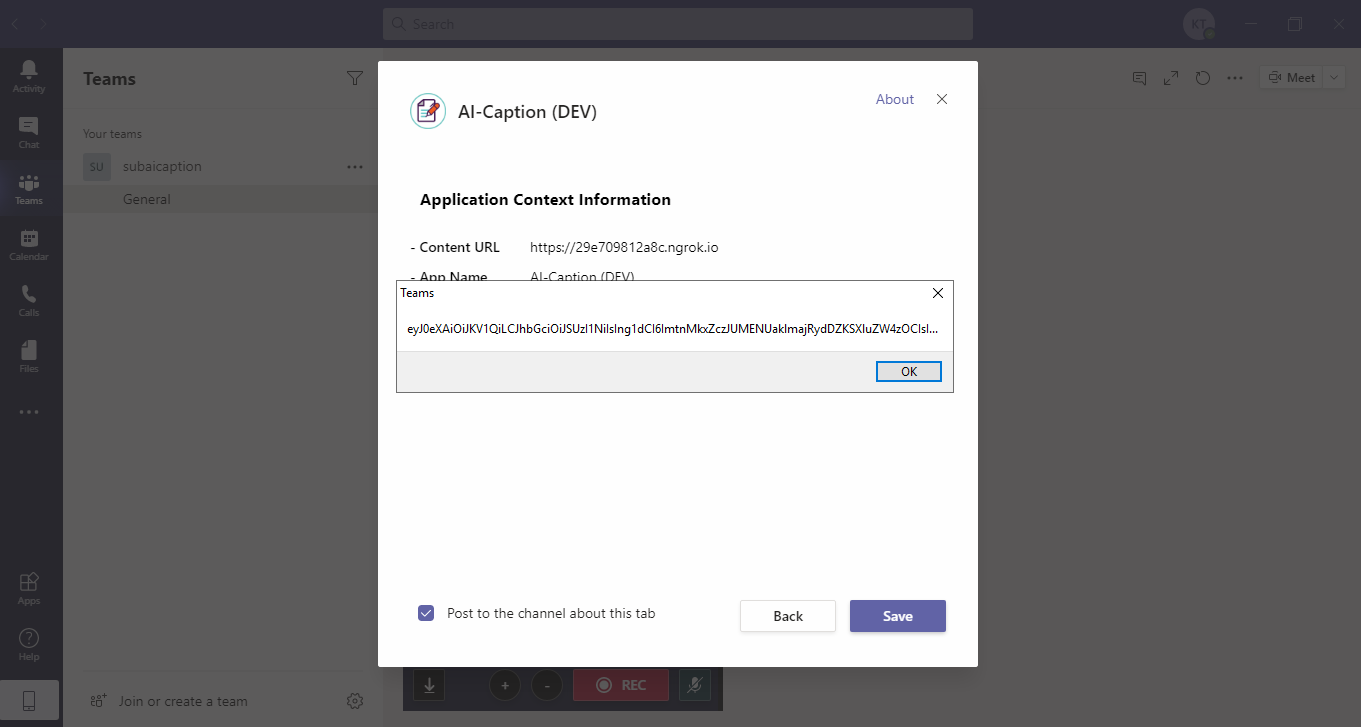 Search
KT
Activity
Chat
Teams
Calendar
Calls
Files
Apps
Help
Teams
Your teams
SU subaicaption
General
Join or create a team
Meet
AI-Caption (DEV)
About
Application Context Information
- Content URL https://29e709812a8c.ngrok.io
- App Name AI-Caption (DEV)
Teams
OK
Post to the channel about this tab
Back
Save
+
-
REC